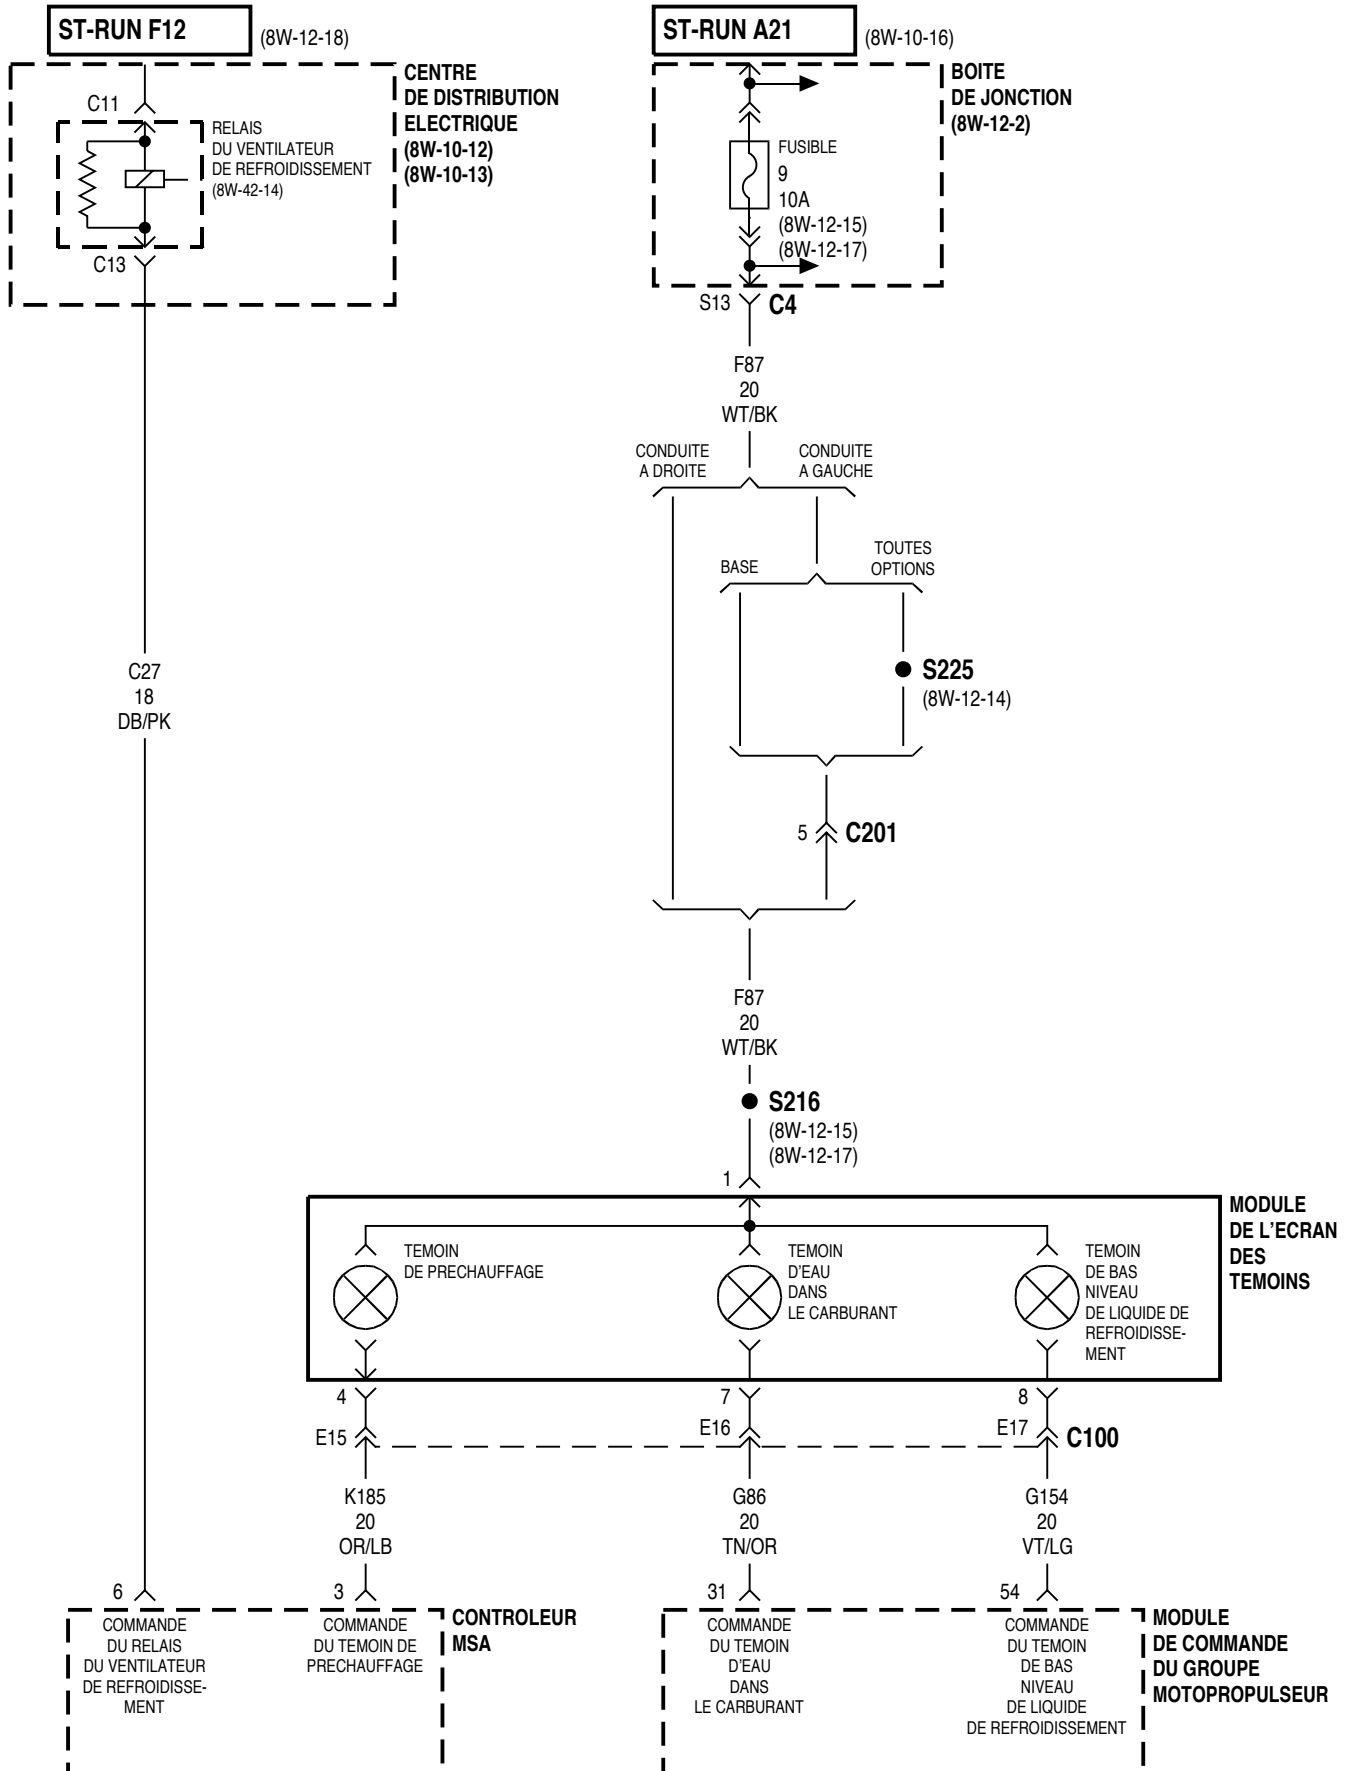 ST-RUN F12
(8W-12-18)
ST-RUN A21
(8W-10-16)
CENTRE
DE DISTRIBUTION
ELECTRIQUE
(8W-10-12)
(8W-10-13)
C11
RELAIS
DU VENTILATEUR
DE REFROIDISSEMENT
(8W-42-14)
C13
BOITE
DE JONCTION
(8W-12-2)
FUSIBLE
9
10A
(8W-12-15)
(8W-12-17)
S13
C4
F87
20
WT/BK
CONDUITE
A DROITE
CONDUITE
A GAUCHE
BASE
TOUTES
OPTIONS
S225
(8W-12-14)
C27
18
DB/PK
5
C201
F87
20
WT/BK
S216
(8W-12-15)
(8W-12-17)
1
MODULE
DE L'ECRAN
DES
TEMOINS
TEMOIN
DE PRECHAUFFAGE
TEMOIN
D'EAU
DANS
LE CARBURANT
TEMOIN
DE BAS
NIVEAU
DE LIQUIDE DE
REFROIDISSE-
MENT
4
7
8
E15
E16
E17
C100
K185
20
OR/LB
G86
20
TN/OR
G154
20
VT/LG
6
3
31
54
COMMANDE
DU RELAIS
DU VENTILATEUR
DE REFROIDISSE-
MENT
COMMANDE
DU TEMOIN DE
PRECHAUFFAGE
CONTROLEUR
MSA
COMMANDE
DU TEMOIN
D'EAU
DANS
LE CARBURANT
COMMANDE
DU TEMOIN
DE BAS
NIVEAU
DE LIQUIDE
DE REFROIDISSEMENT
MODULE
DE COMMANDE
DU GROUPE
MOTOPROPULSEUR